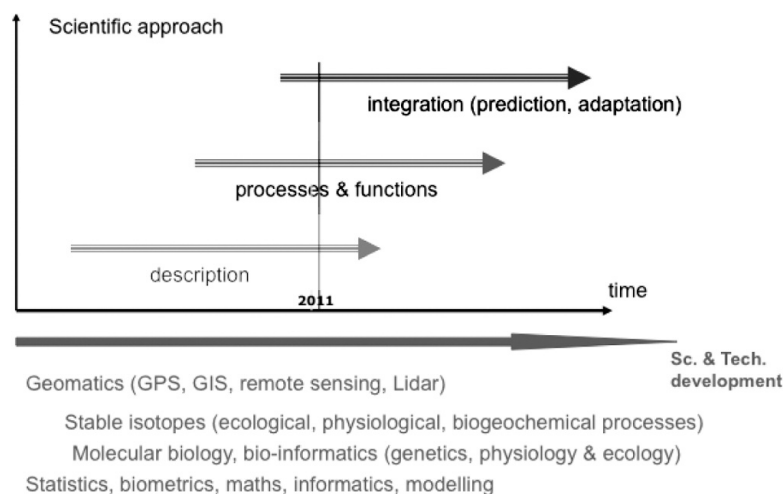 Scientific approach
integration (prediction, adaptation)
processes & functions
description
2011
time
Sc. & Tech.
development
Geomatics (GPS, GIS, remote sensing, Lidar)
Stable isotopes (ecological, physiological, biogeochemical processes)
Molecular biology, bio-informatics (genetics, physiology & ecology)
Statistics, biometrics, maths, informatics, modelling